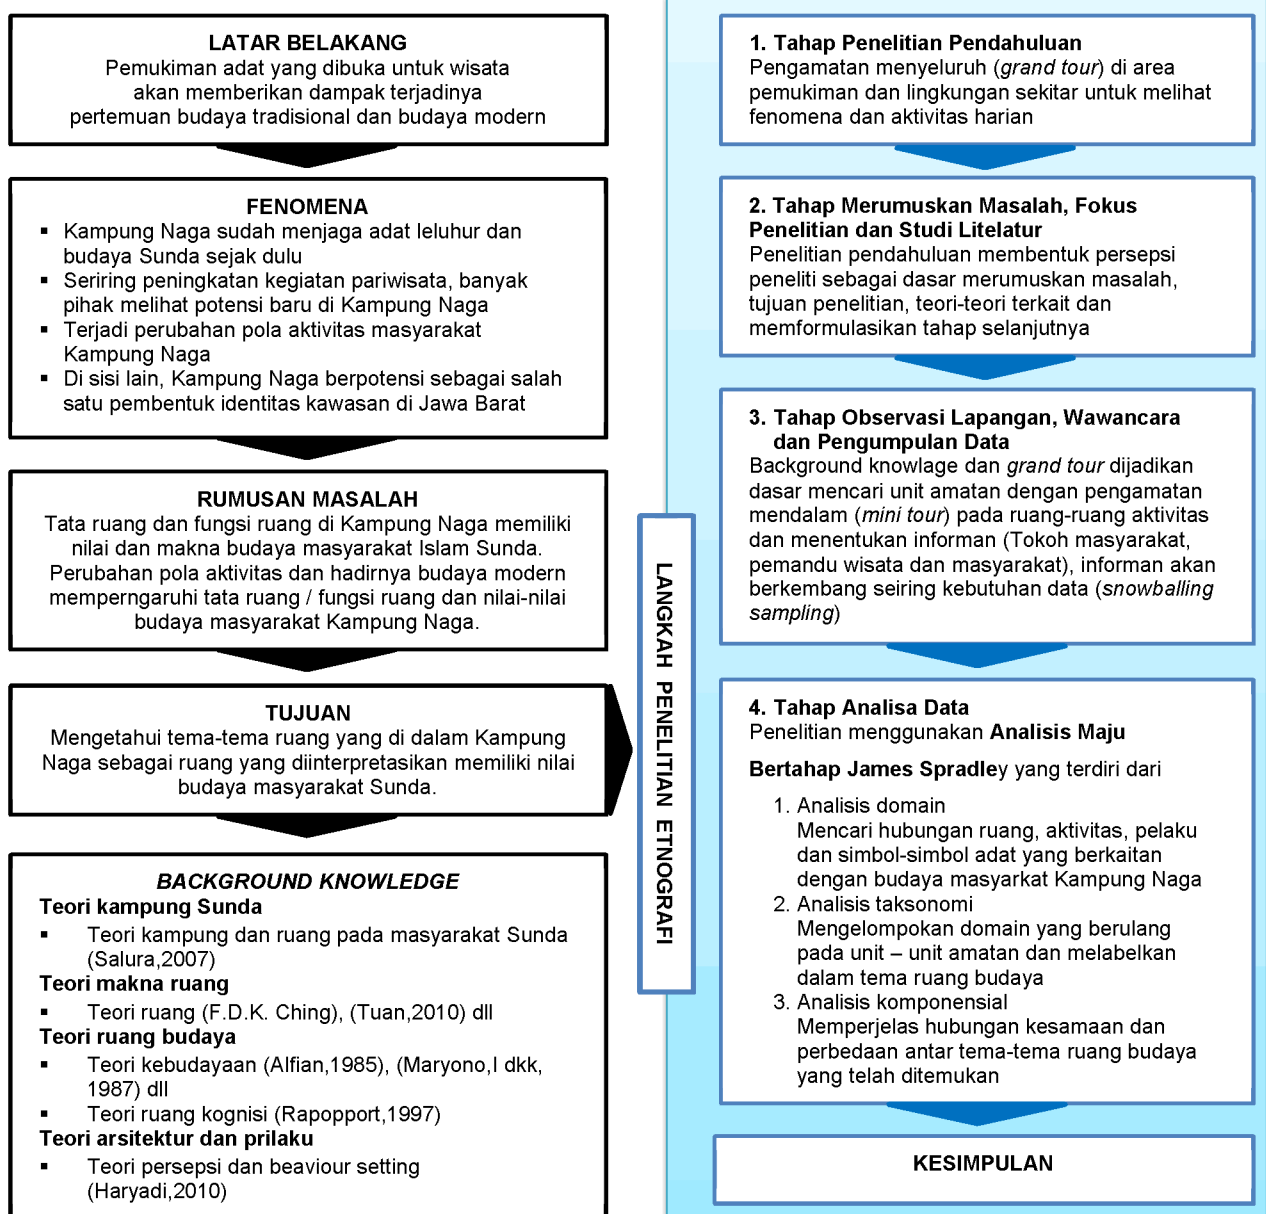 LATAR BELAKANG
Pemukiman adat yang dibuka untuk wisata
akan memberikan dampak terjadinya
pertemuan budaya tradisional dan budaya modern
FENOMENA
▪ Kampung Naga sudah menjaga adat leluhur dan
budaya Sunda sejak dulu
▪ Seriring peningkatan kegiatan pariwisata, banyak
pihak melihat potensi baru di Kampung Naga
▪ Terjadi perubahan pola aktivitas masyarakat
Kampung Naga
▪ Di sisi lain, Kampung Naga berpotensi sebagai salah
satu pembentuk identitas kawasan di Jawa Barat
RUMUSAN MASALAH
Tata ruang dan fungsi ruang di Kampung Naga memiliki
nilai dan makna budaya masyarakat Islam Sunda.
Perubahan pola aktivitas dan hadirnya budaya modern
memperngaruhi tata ruang / fungsi ruang dan nilai-nilai
budaya masyarakat Kampung Naga.
TUJUAN
Mengetahui tema-tema ruang yang di dalam Kampung
Naga sebagai ruang yang diinterpretasikan memiliki nilai
budaya masyarakat Sunda.
BACKGROUND KNOWLEDGE
Teori kampung Sunda
▪ Teori kampung dan ruang pada masyarakat Sunda
(Salura,2007)
Teori makna ruang
▪ Teori ruang (F.D.K. Ching), (Tuan,2010) dll
Teori ruang budaya
▪ Teori kebudayaan (Alfian,1985), (Maryono,I dkk,
1987) dll
▪ Teori ruang kognisi (Rapopport,1997)
Teori arsitektur dan prilaku
▪ Teori persepsi dan beaviour setting
(Haryadi,2010)
LANGKAH PENELITIAN ETNOGRAFI
1. Tahap Penelitian Pendahuluan
Pengamatan menyeluruh (grand tour) di area
pemukiman dan lingkungan sekitar untuk melihat
fenomena dan aktivitas harian
2. Tahap Merumuskan Masalah, Fokus
Penelitian dan Studi Litelatur
Penelitian pendahuluan membentuk persepsi
peneliti sebagai dasar merumuskan masalah,
tujuan penelitian, teori-teori terkait dan
memformulasikan tahap selanjutnya
3. Tahap Observasi Lapangan, Wawancara
dan Pengumpulan Data
Background knowlage dan grand tour dijadikan
dasar mencari unit amatan dengan pengamatan
mendalam (mini tour) pada ruang-ruang aktivitas
dan menentukan informan (Tokoh masyarakat,
pemandu wisata dan masyarakat), informan akan
berkembang seiring kebutuhan data (snowballing
sampling)
4. Tahap Analisa Data
Penelitian menggunakan Analisis Maju
Bertahap James Spradley yang terdiri dari
1. Analisis domain
Mencari hubungan ruang, aktivitas, pelaku
dan simbol-simbol adat yang berkaitan
dengan budaya masyarkat Kampung Naga
2. Analisis taksonomi
Mengelompokan domain yang berulang
pada unit – unit amatan dan melabelkan
dalam tema ruang budaya
3. Analisis komponensial
Memperjelas hubungan kesamaan dan
perbedaan antar tema-tema ruang budaya
yang telah ditemukan
KESIMPULAN